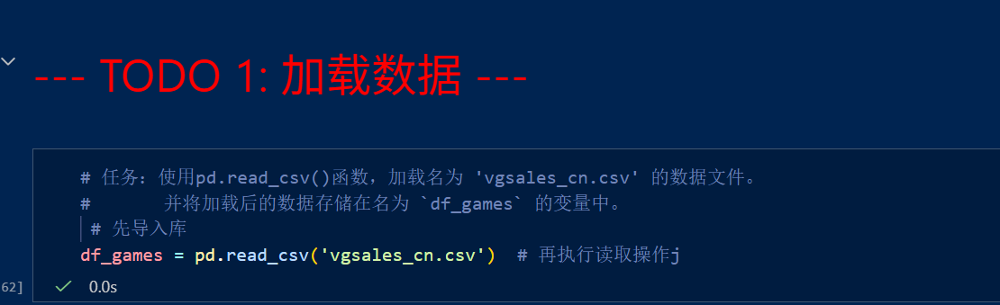 --- TODO 1: 加载数据 ---
# 任务：使用pd.read_csv()函数，加载名为 'vgsales_cn.csv' 的数据文件。
#       并将加载后的数据存储在名为 `df_games` 的变量中。
# 先导入库
df_games = pd.read_csv('vgsales_cn.csv')  # 再执行读取操作j
62]  0.0s